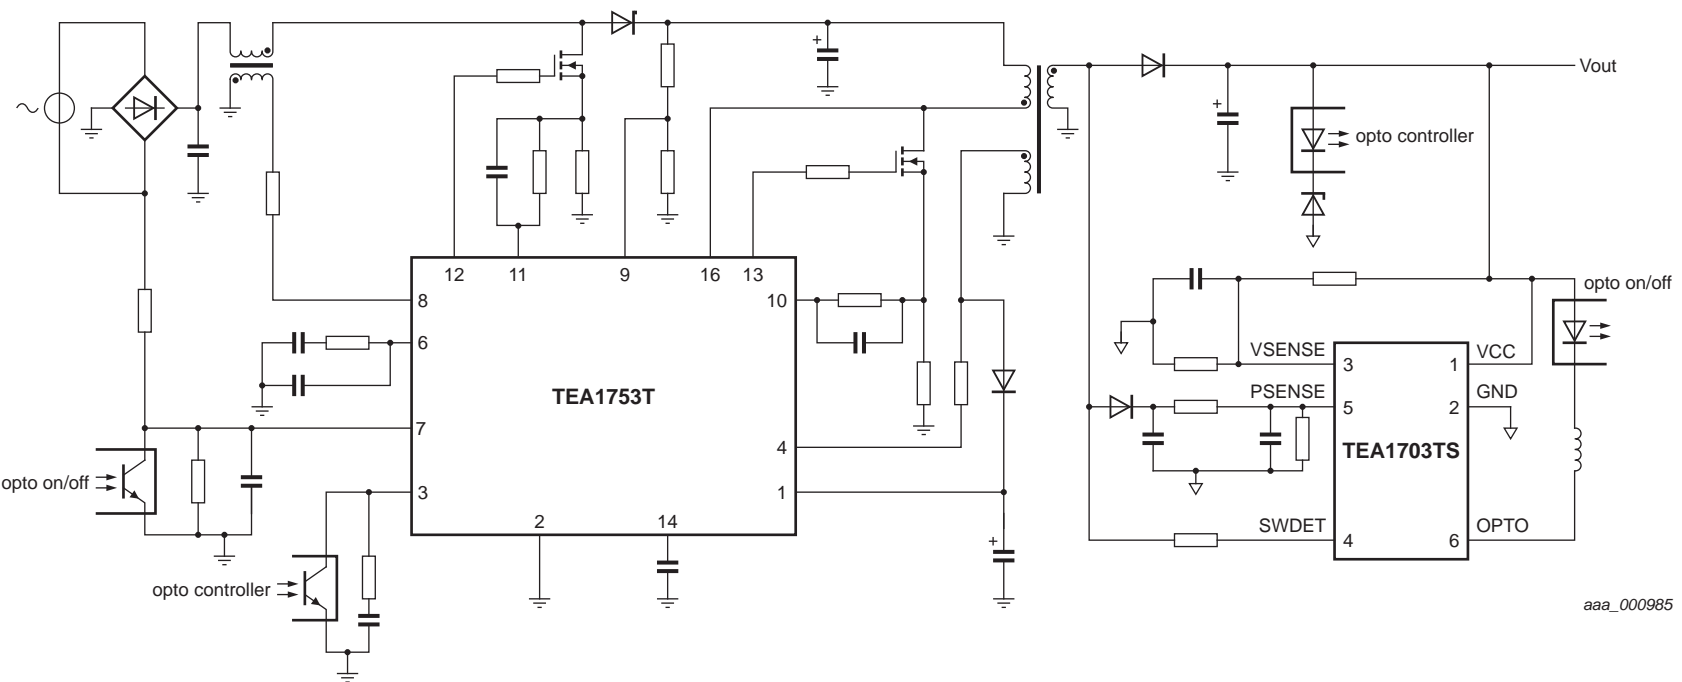 Vout
+
+
opto controller
12
11
9
16
13
8
10
opto on/off
6
VSENSE
VCC
3
1
TEA1753T
PSENSE
GND
5
2
7
4
TEA1703TS
opto on/off
3
1
2
14
SWDET
OPTO
4
6
+
opto controller
aaa_000985